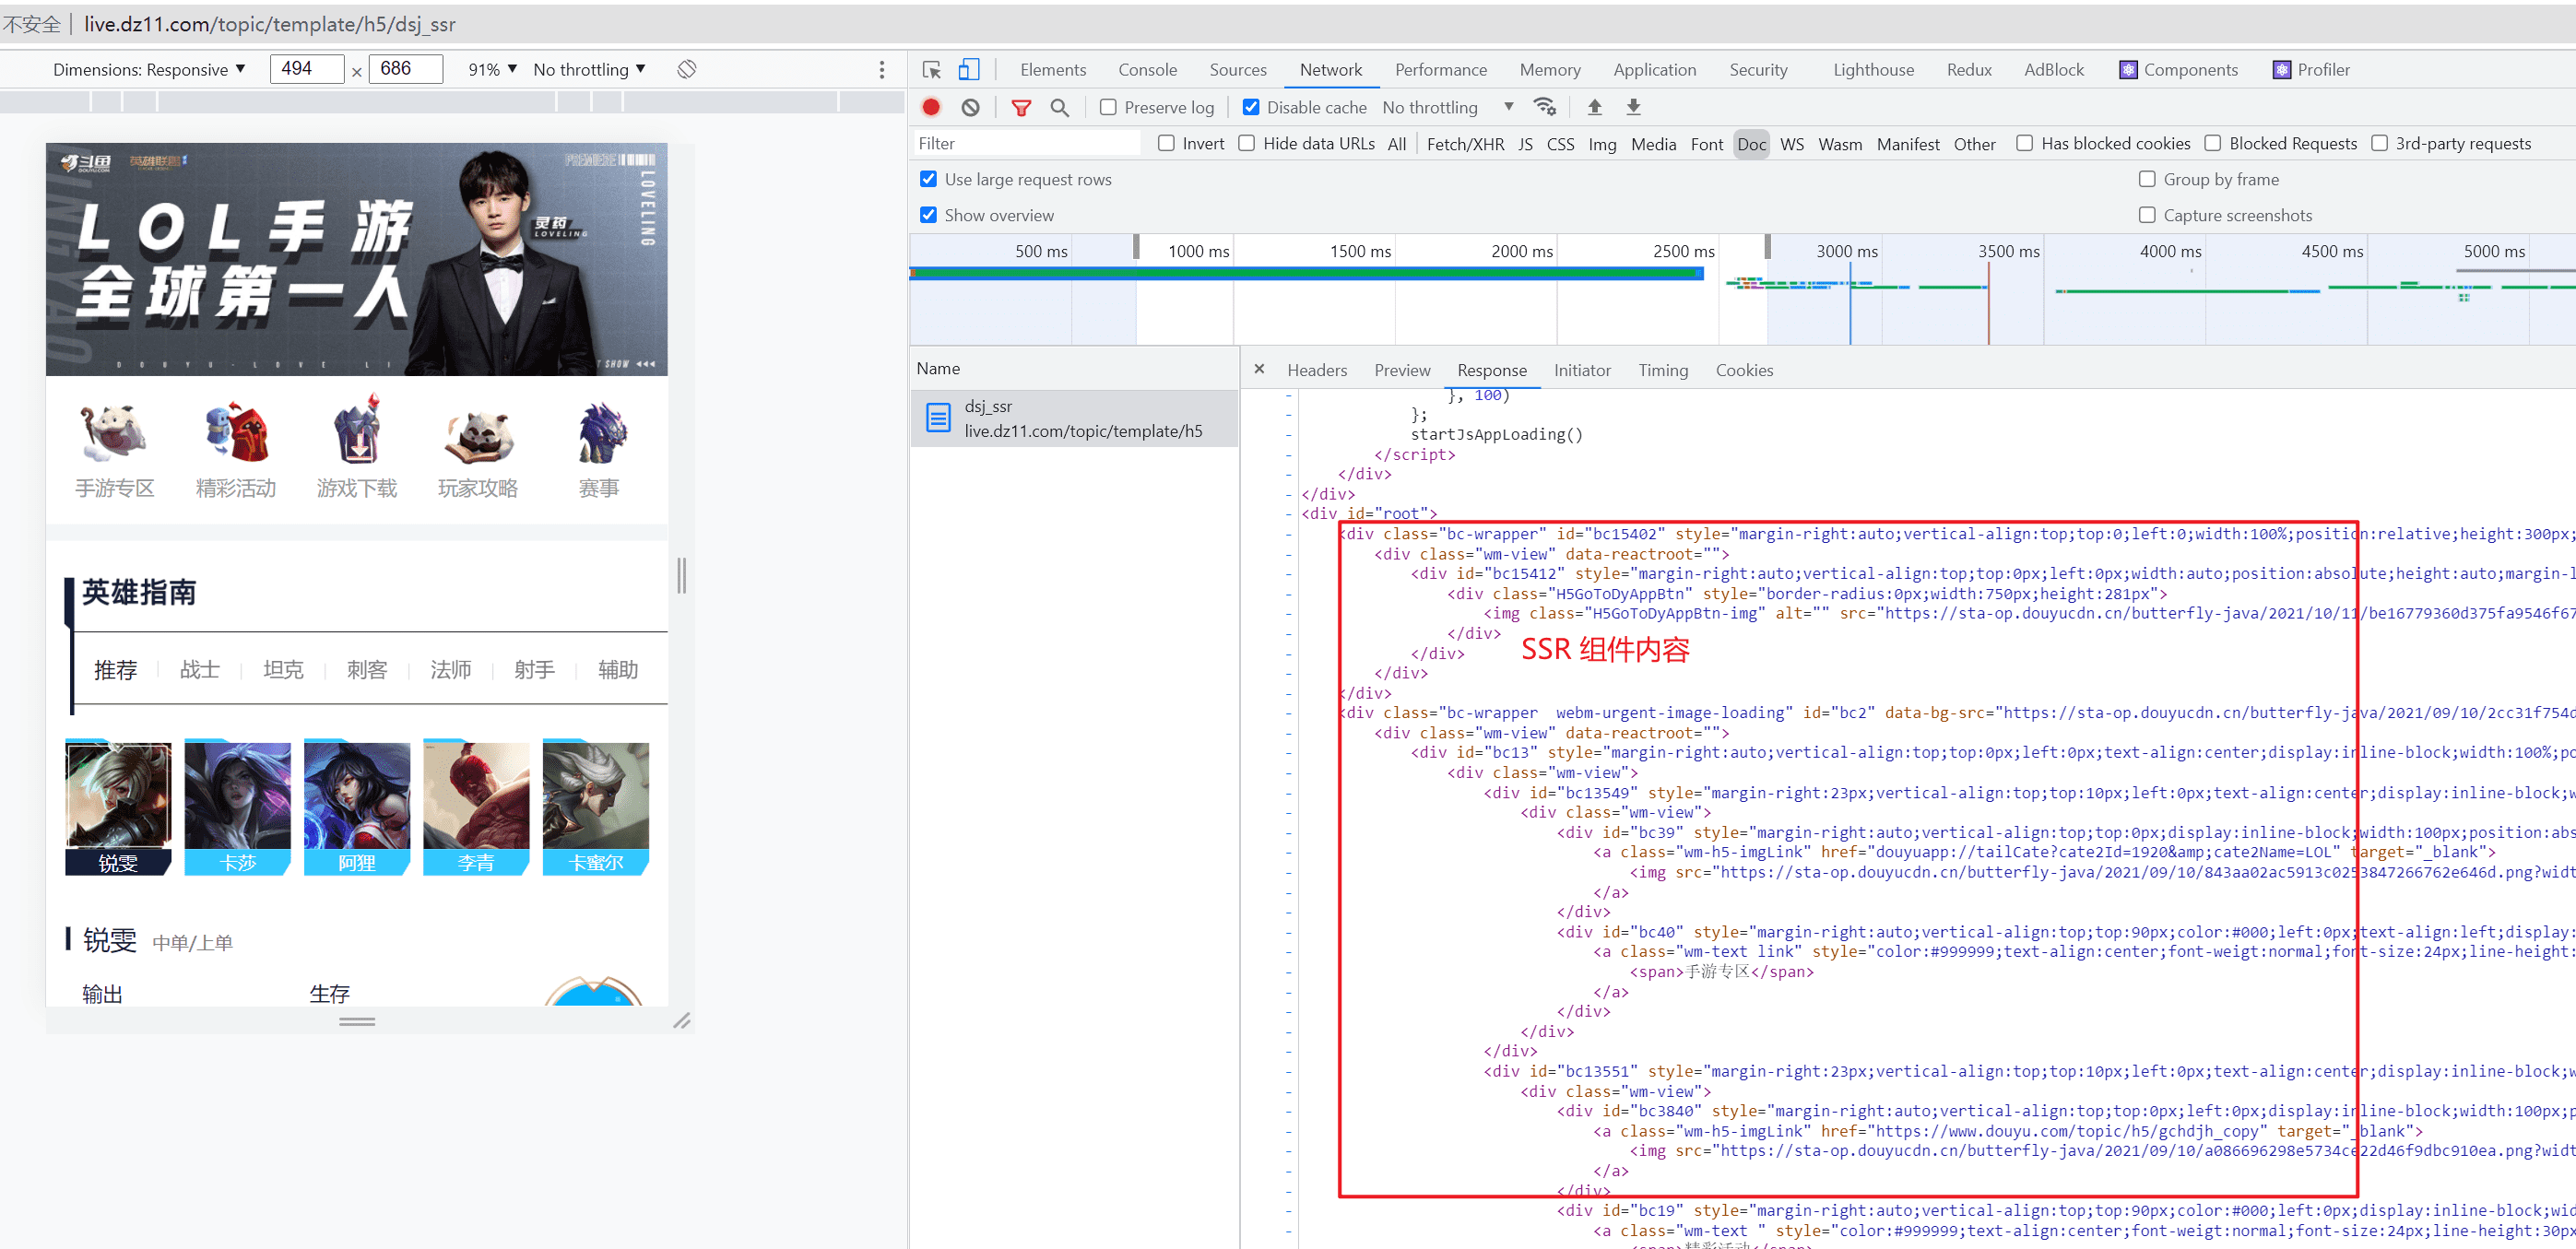 不安全 | live.dz11.com/topic/template/h5/dsj_ssr
Dimensions: Responsive ▼ 494 × 686 91% ▼ No throttling ▼
斗鱼
DOUYU.COM
PREMIERE
LOVELING
LOL手游
全球第一人
灵药
LOVELING
手游专区 精彩活动 游戏下载 玩家攻略 赛事
英雄指南
推荐 战士 坦克 刺客 法师 射手 辅助
锐雯 卡莎 阿狸 李青 卡蜜尔
锐雯 中单/上单
输出 生存
Elements Console Sources Network Performance Memory Application Security Lighthouse Redux AdBlock Components Profiler
Preserve log Disable cache No throttling ▼
Filter Invert Hide data URLs All Fetch/XHR JS CSS Img Media Font Doc WS Wasm Manifest Other Has blocked cookies Blocked Requests 3rd-party requests
Use large request rows Group by frame
Show overview Capture screenshots
500 ms 1000 ms 1500 ms 2000 ms 2500 ms 3000 ms 3500 ms 4000 ms 4500 ms 5000 ms
Name
dsj_ssr
live.dz11.com/topic/template/h5
× Headers Preview Response Initiator Timing Cookies
}, 100)
};
startJsAppLoading()
</script>
</div>
</div>
<div id="root">
<div class="bc-wrapper" id="bc15402" style="margin-right:auto;vertical-align:top;top:0;left:0;width:100%;position:relative;height:300px;
<div class="wm-view" data-reactroot="">
<div id="bc15412" style="margin-right:auto;vertical-align:top;top:0px;left:0px;width:auto;position:absolute;height:auto;margin-l
<div class="H5GoToDyAppBtn" style="border-radius:0px;width:750px;height:281px">
<img class="H5GoToDyAppBtn-img" alt="" src="https://sta-op.douyucdn.cn/butterfly-java/2021/10/11/be16779360d375fa9546f67
</div>
SSR 组件内容
</div>
</div>
</div>
<div class="bc-wrapper  webm-urgent-image-loading" id="bc2" data-bg-src="https://sta-op.douyucdn.cn/butterfly-java/2021/09/10/2cc31f754d
<div class="wm-view" data-reactroot="">
<div id="bc13" style="margin-right:auto;vertical-align:top;top:0px;left:0px;text-align:center;display:inline-block;width:100%;po
<div class="wm-view">
<div id="bc13549" style="margin-right:23px;vertical-align:top;top:10px;left:0px;text-align:center;display:inline-block;w
<div class="wm-view">
<div id="bc39" style="margin-right:auto;vertical-align:top;top:0px;display:inline-block;width:100px;position:abs
<a class="wm-h5-imgLink" href="douyuapp://tailCate?cate2Id=1920&amp;cate2Name=LOL" target="_blank">
<img src="https://sta-op.douyucdn.cn/butterfly-java/2021/09/10/843aa02ac5913c0253847266762e646d.png?widt
</a>
</div>
<div id="bc40" style="margin-right:auto;vertical-align:top;top:90px;color:#000;left:0px;text-align:left;display:
<a class="wm-text link" style="color:#999999;text-align:center;font-weigt:normal;font-size:24px;line-height:
<span>手游专区</span>
</a>
</div>
</div>
</div>
<div id="bc13551" style="margin-right:23px;vertical-align:top;top:10px;left:0px;text-align:center;display:inline-block;w
<div class="wm-view">
<div id="bc3840" style="margin-right:auto;vertical-align:top;top:0px;left:0px;display:inline-block;width:100px;p
<a class="wm-h5-imgLink" href="https://www.douyu.com/topic/h5/gchdjh_copy" target="_blank">
<img src="https://sta-op.douyucdn.cn/butterfly-java/2021/09/10/a086696298e5734ce22d46f9dbc910ea.png?widt
</a>
</div>
<div id="bc19" style="margin-right:auto;vertical-align:top;top:90px;color:#000;left:0px;display:inline-block;wid
<a class="wm-text " style="color:#999999;text-align:center;font-weigt:normal;font-size:24px;line-height:30px
<span>精彩活动</span>